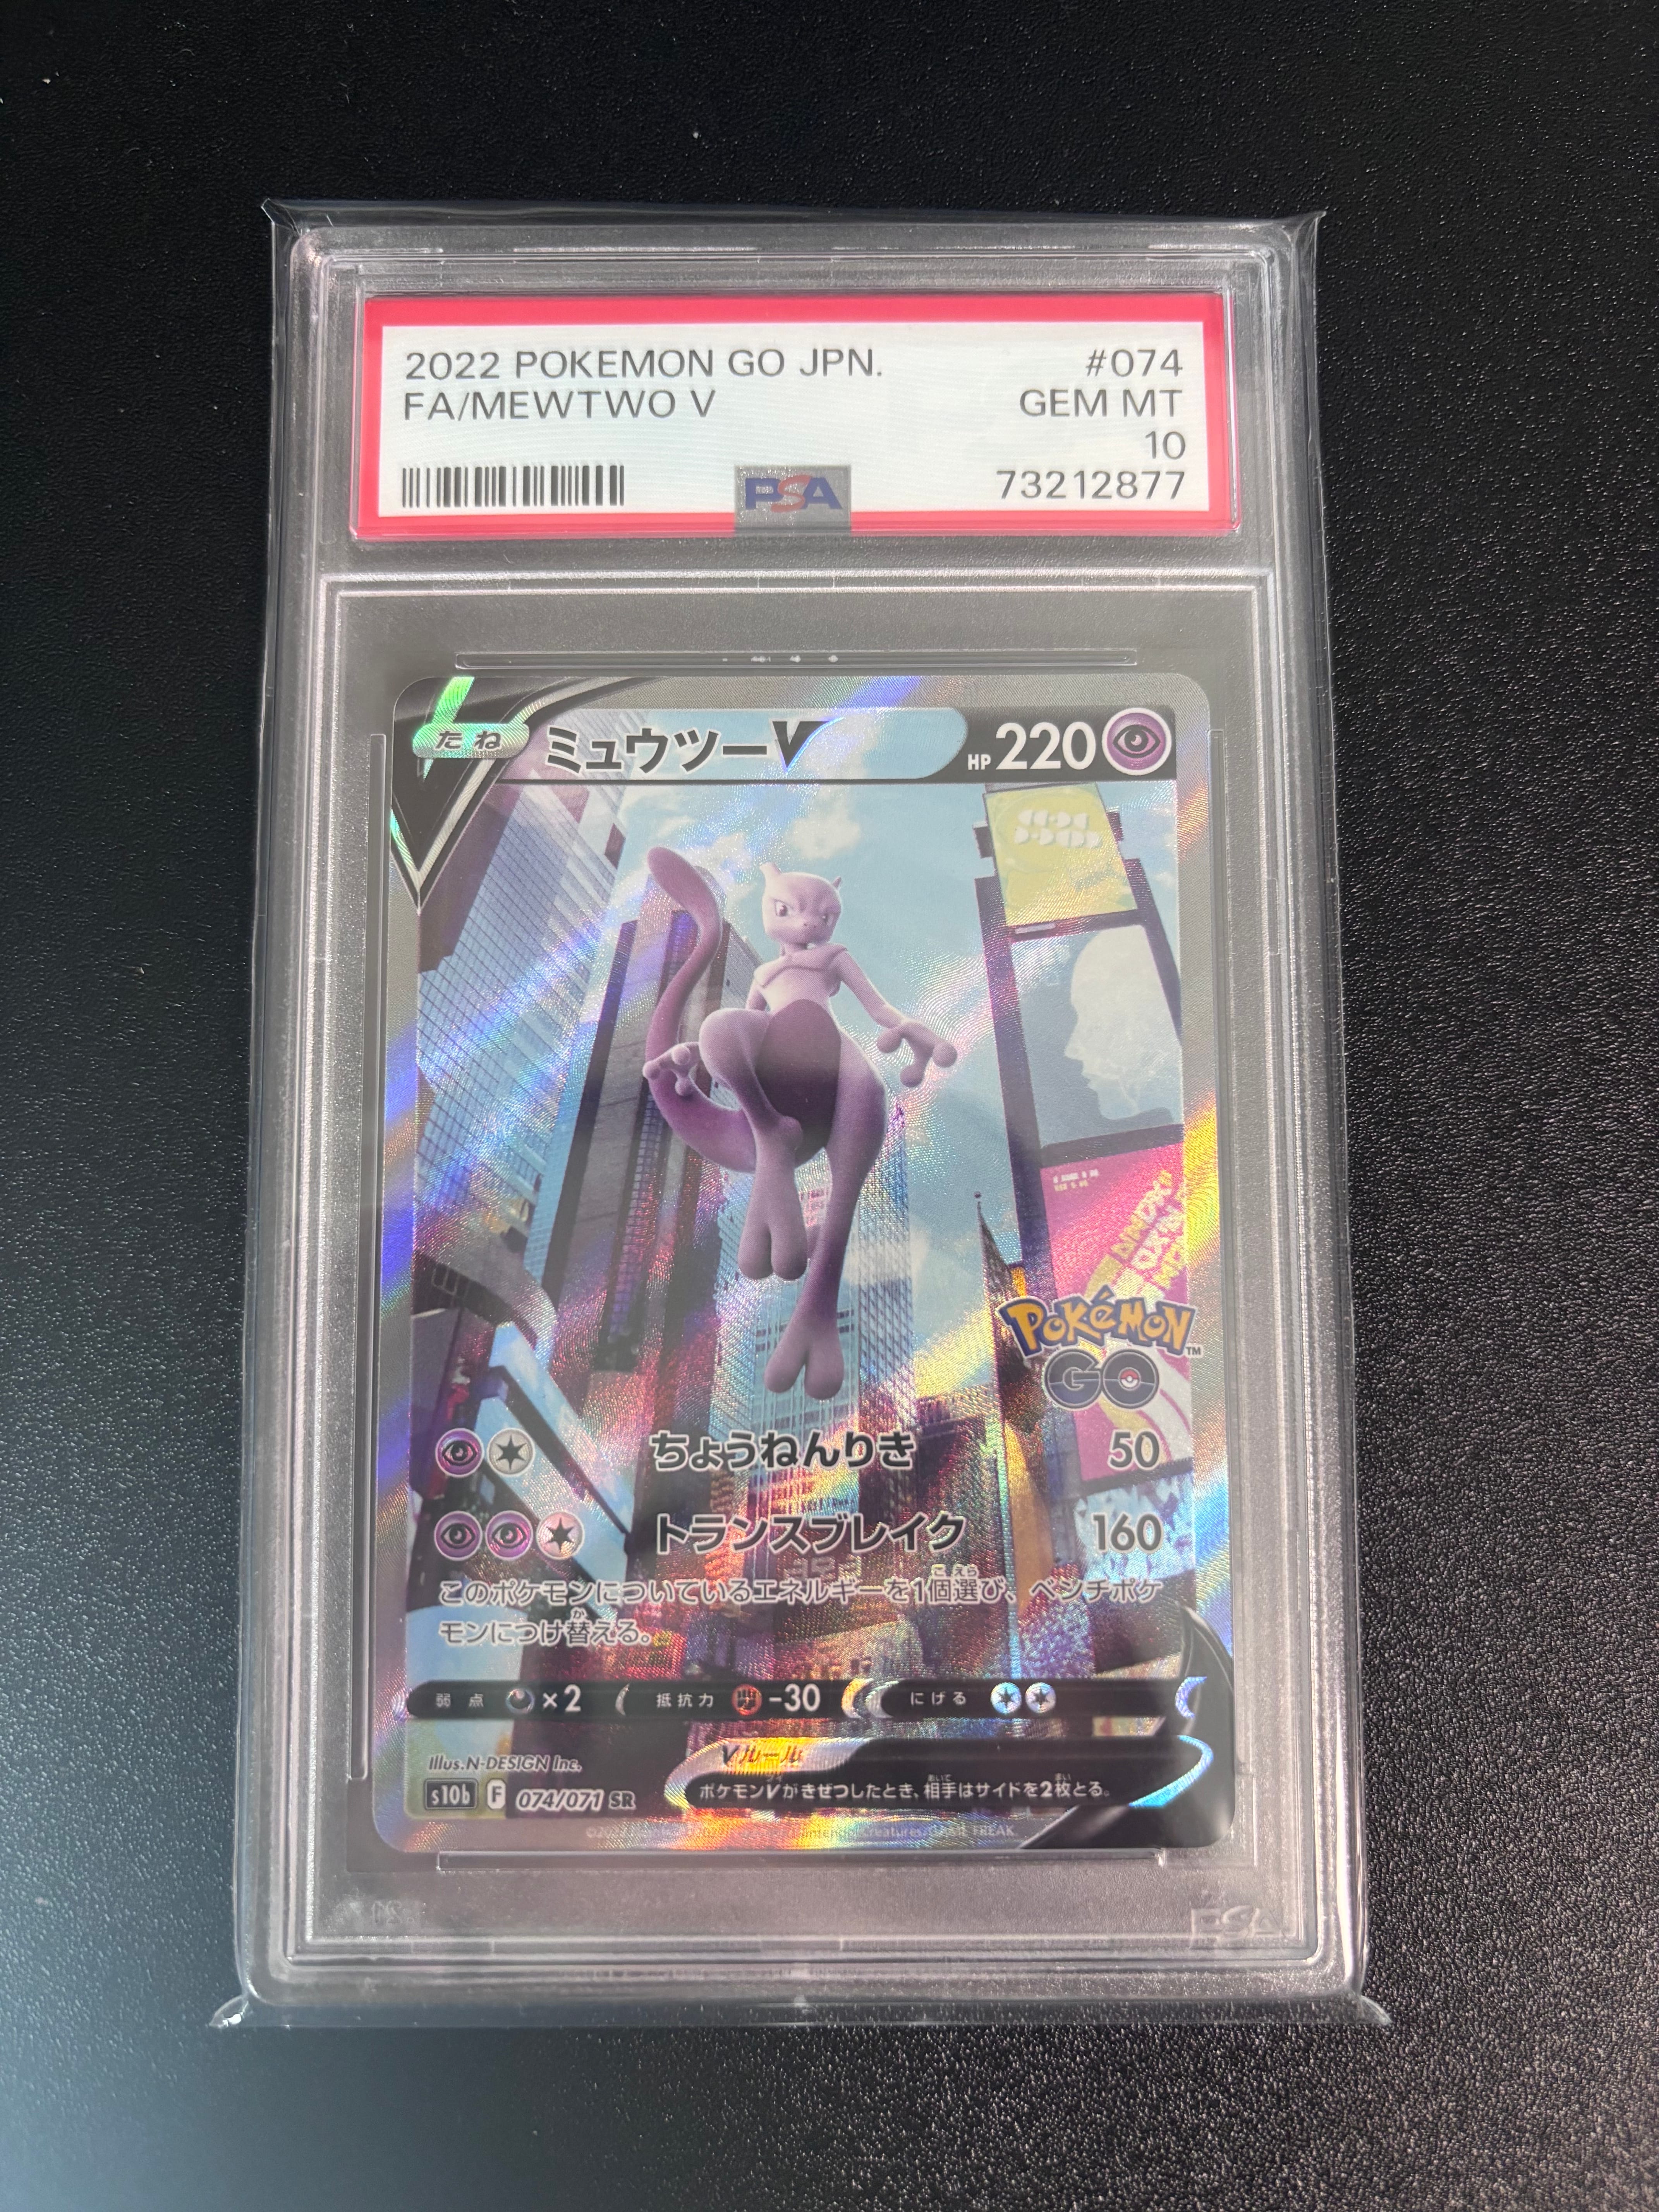 2022 POKEMON GO JPN. #074
FA/MEWTWO V GEM MT
10
PSA 73212877
たね ミュウツーV HP 220
POKéMON™
GO
ちょうねんりき 50
トランスブレイク 160
このポケモンについているエネルギーを1個選び、ベンチポケ
モンにつけ替える。
弱点 ×2 抵抗力 -30 にげる
Illus.N-DESIGN Inc.
Vルール
ポケモンVがきぜつしたとき、相手はサイドを2枚とる。
s10b F 074/071 SR